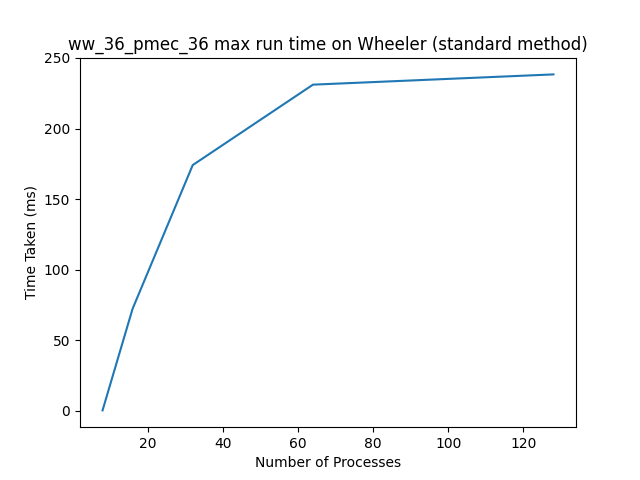 ww_36_pmec_36 max run time on Wheeler (standard method)
250
200
150
100
50
0
Time Taken (ms)
20 40 60 80 100 120
Number of Processes